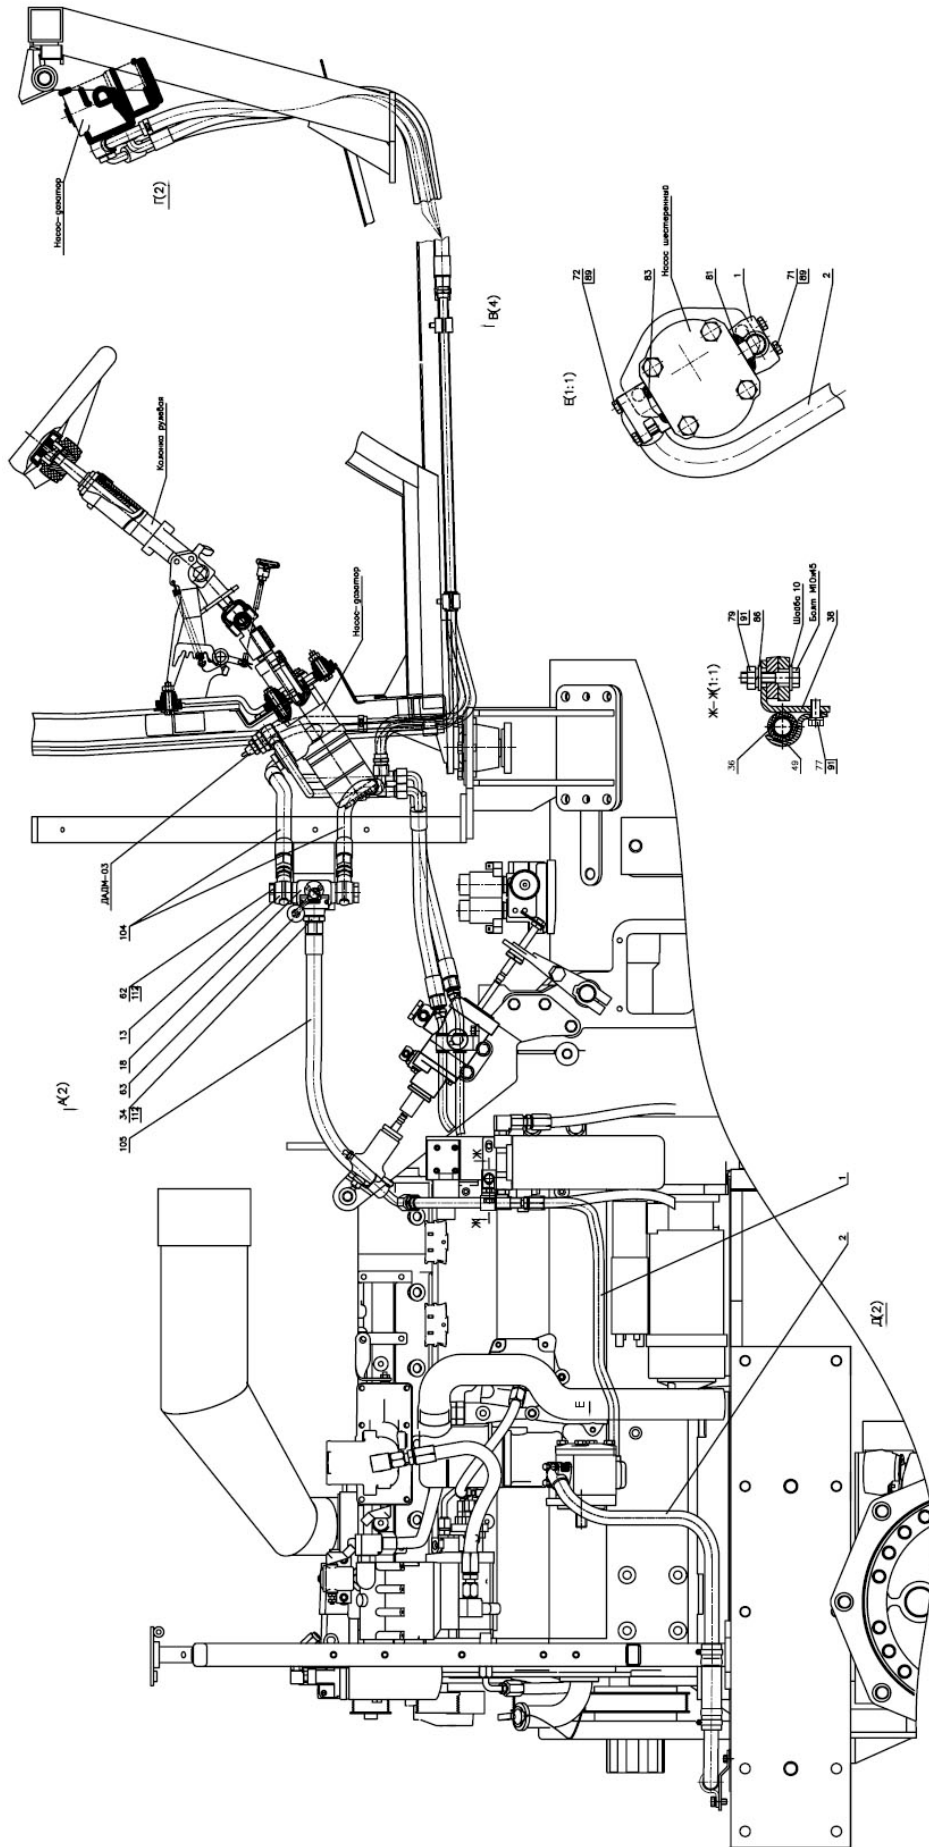 Насос-дозатор
Г(2)
Колонка рулевая
В(4)
Е(1:1)
72
89
83
Насос шестеренный
81
1
71
89
2
Насос-дозатор
Ж-Ж(1:1)
79
91
86
Шайба 10
Болт М10х45
38
36
49
77
91
ДАДМ-03
104
62
112
13
18
63
34
112
105
А(2)
Ж
Ж
1
2
Е
Д(2)